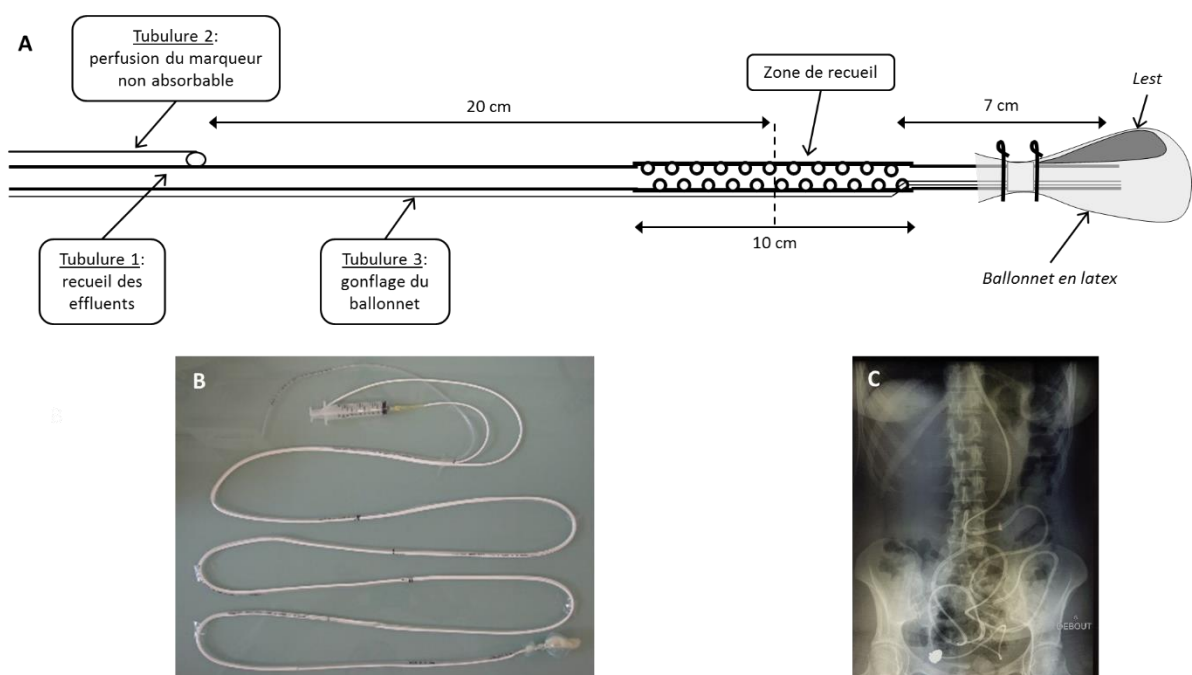 A
Tubulure 2:
perfusion du marqueur
non absorbable
20 cm
Zone de recueil
7 cm
Lest
10 cm
Tubulure 1:
recueil des
effluents
Tubulure 3:
gonflage du
ballonnet
Ballonnet en latex
B
B
C
DEBOUT